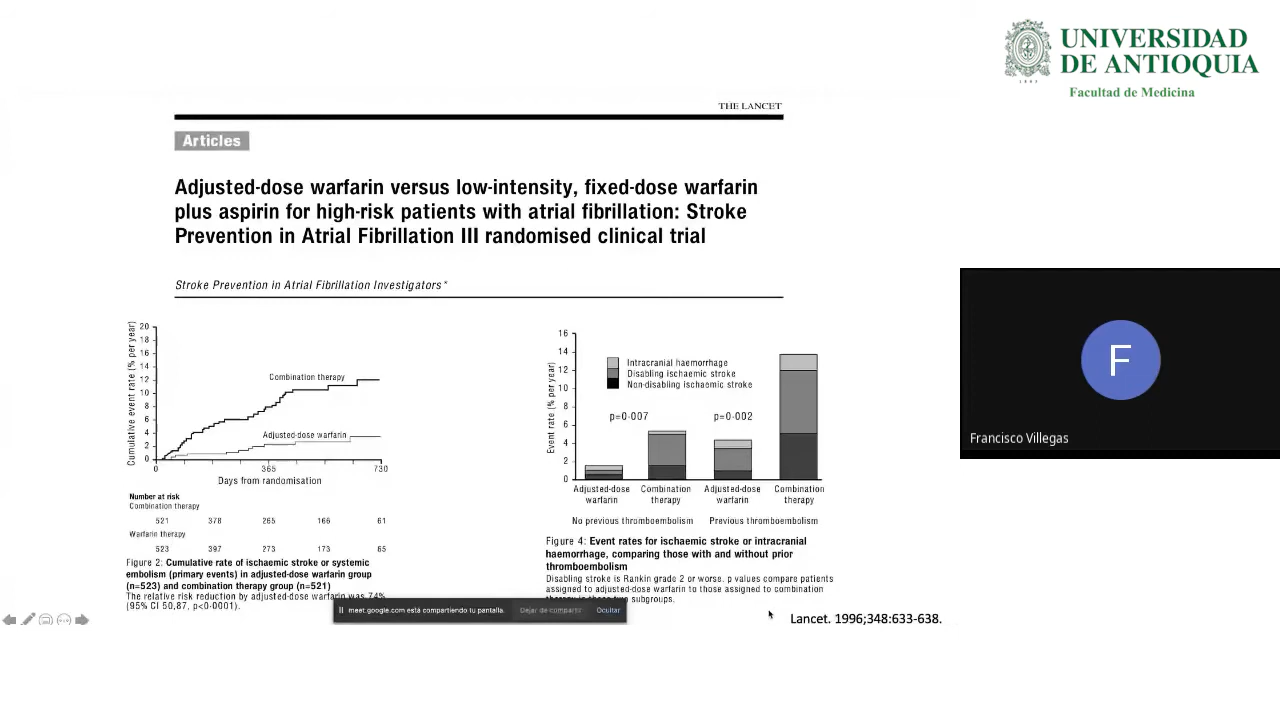 UNIVERSIDAD
DE ANTIOQUIA
1803
Facultad de Medicina
THE LANCET
Articles
Adjusted-dose warfarin versus low-intensity, fixed-dose warfarin
plus aspirin for high-risk patients with atrial fibrillation: Stroke
Prevention in Atrial Fibrillation III randomised clinical trial
Stroke Prevention in Atrial Fibrillation Investigators*
Cumulative event rate (% per year)
20
18
16
14
12
10
8
6
4
2
0
Combination therapy
Adjusted-dose warfarin
0
365
730
Days from randomisation
Number at risk
Combination therapy
521 378 265 166 61
Warfarin therapy
523 397 273 173 65
Figure 2: Cumulative rate of ischaemic stroke or systemic
embolism (primary events) in adjusted-dose warfarin group
(n=523) and combination therapy group (n=521)
The relative risk reduction by adjusted-dose warfarin was 74%
(95% CI 50,87, p<0·0001).
Event rate (% per year)
16
14
12
10
8
6
4
2
0
Intracranial haemorrhage
Disabling ischaemic stroke
Non-disabling ischaemic stroke
p=0·007
p=0·002
Adjusted-dose warfarin
Combination therapy
Adjusted-dose warfarin
Combination therapy
No previous thromboembolism
Previous thromboembolism
Figure 4: Event rates for ischaemic stroke or intracranial
haemorrhage, comparing those with and without prior
thromboembolism
Disabling stroke is Rankin grade 2 or worse. p values compare patients
assigned to adjusted-dose warfarin to those assigned to combination
subgroups.
meet.google.com está compartiendo tu pantalla.
Dejar de compartir
Ocultar
Lancet. 1996;348:633-638.
F
Francisco Villegas